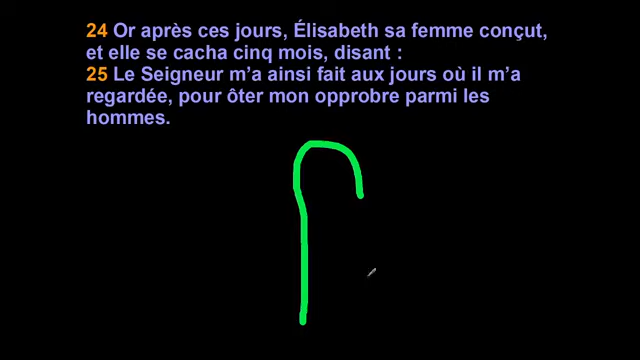 24 Or après ces jours, Élisabeth sa femme conçut,
et elle se cacha cinq mois, disant :
25 Le Seigneur m’a ainsi fait aux jours où il m’a
regardée, pour ôter mon opprobre parmi les
hommes.